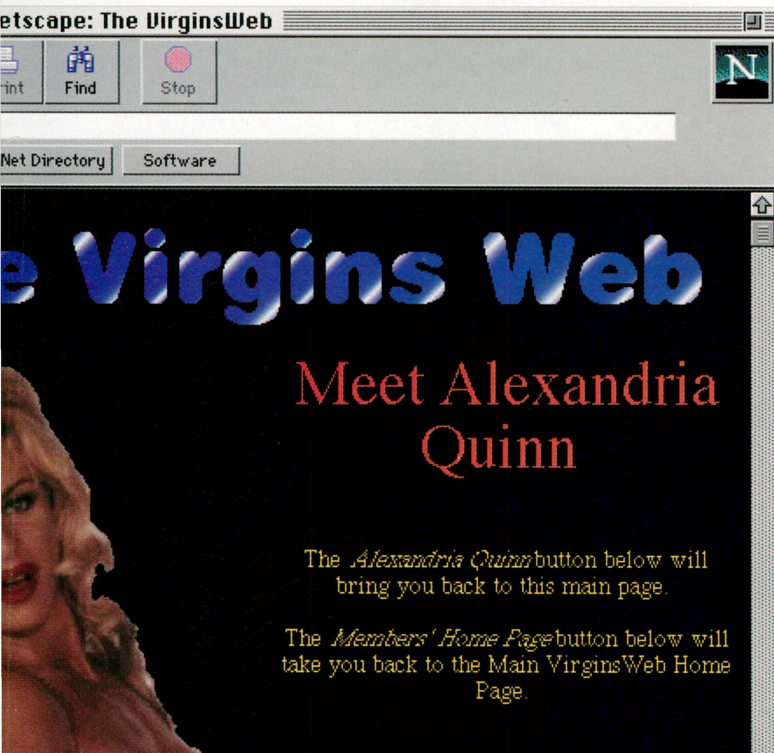 etscape: The VirginsWeb
rint Find Stop
N
Net Directory Software
e Virgins Web
Meet Alexandria
Quinn
The Alexandria Quinn button below will
bring you back to this main page.
The Members' Home Page button below will
take you back to the Main VirginsWeb Home
Page.